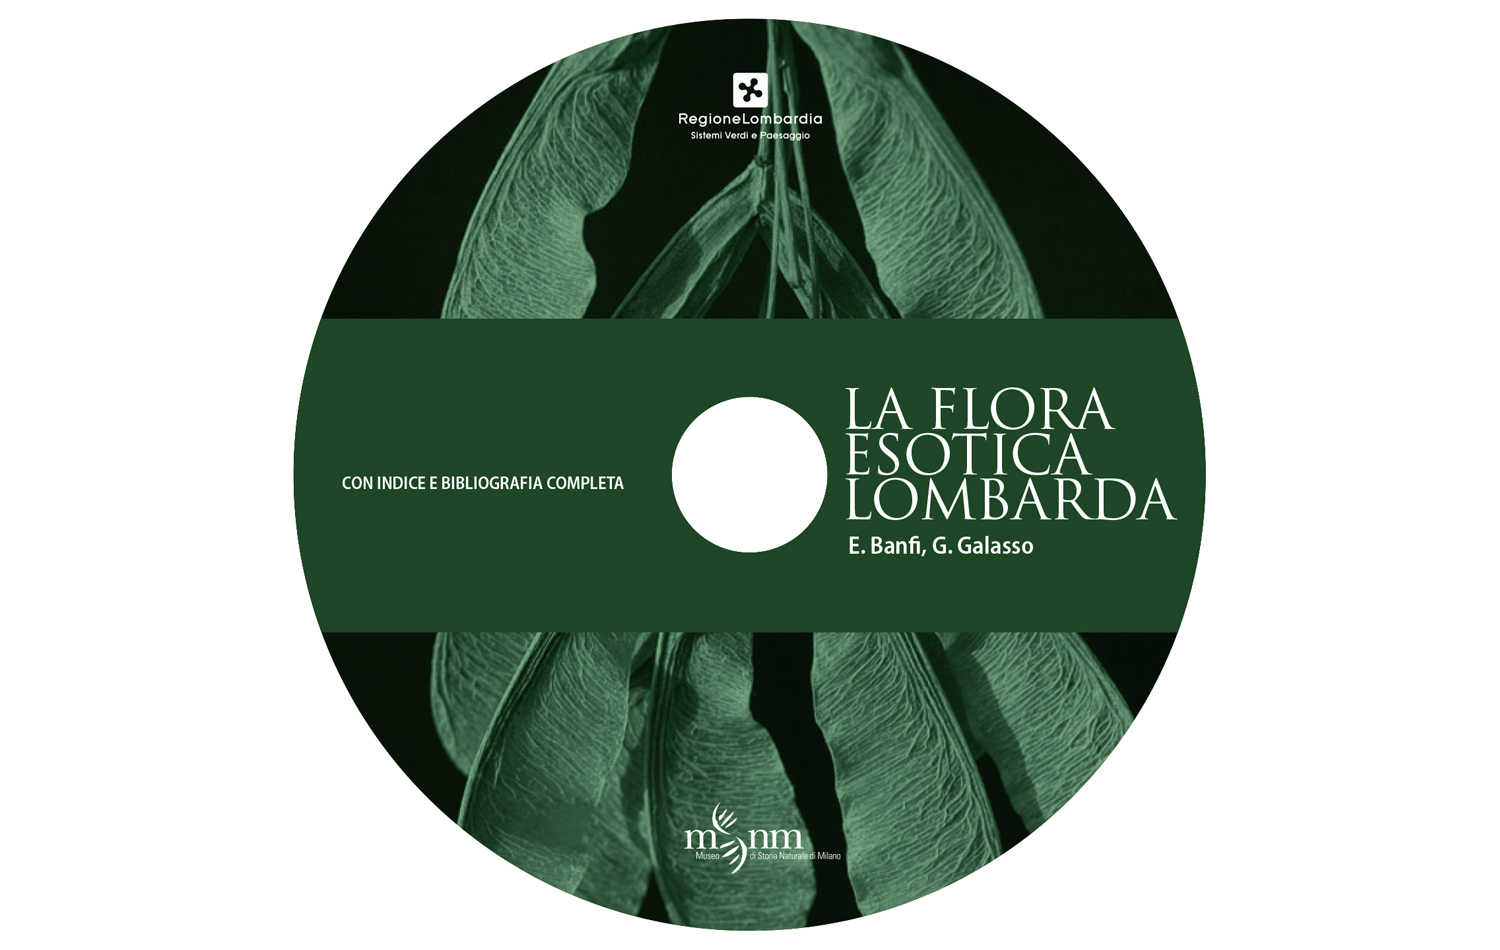 RegioneLombardia
Sistemi Verdi e Paesaggio
LA FLORA
ESOTICA
LOMBARDA
E. Banfi, G. Galasso
CON INDICE E BIBLIOGRAFIA COMPLETA
msnm
Museo di Storia Naturale di Milano